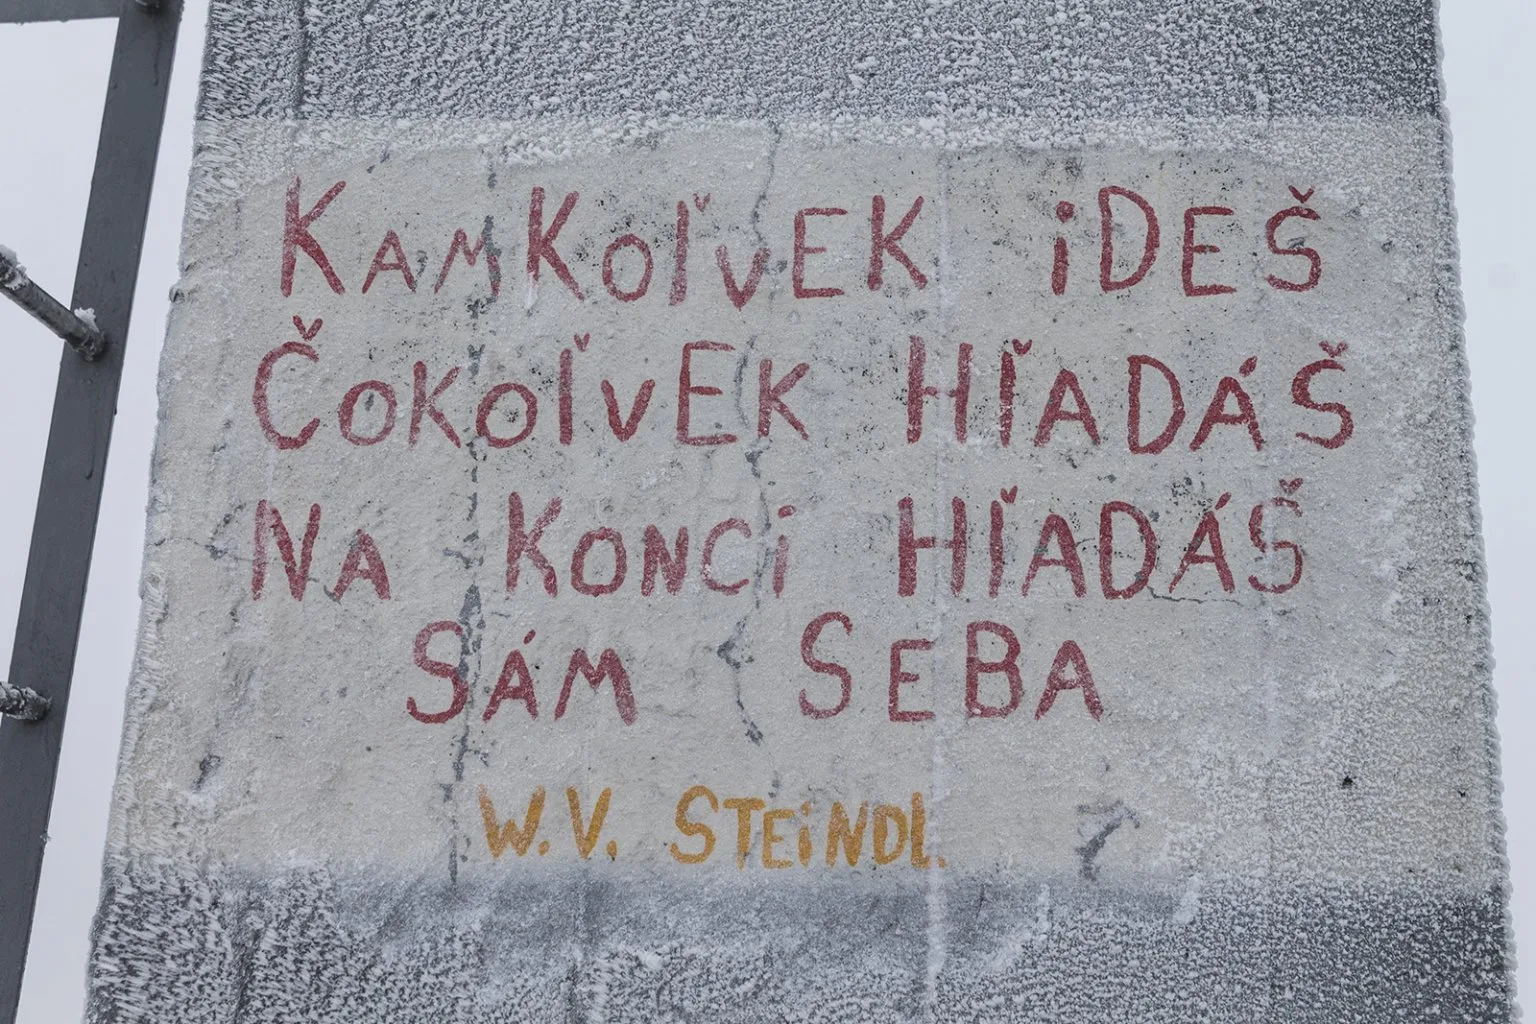 KAMKOĽVEK iDEŠ
ČOKOĽVEK HĽADÁŠ
NA KONCi HĽADÁŠ
SÁM SEBA
W.V. STEiNDL.